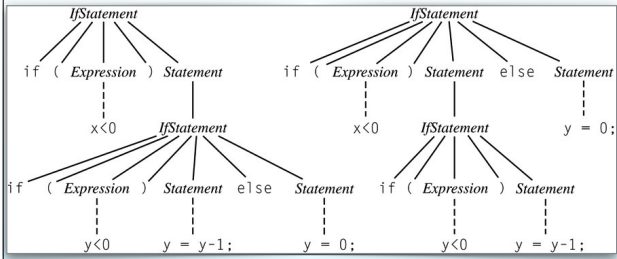 IfStatement IfStatement
if ( Expression ) Statement if ( Expression ) Statement else Statement
x<0 IfStatement x<0 IfStatement y = 0;
if ( Expression ) Statement else Statement if ( Expression ) Statement
y<0 y = y-1; y = 0; y<0 y = y-1;